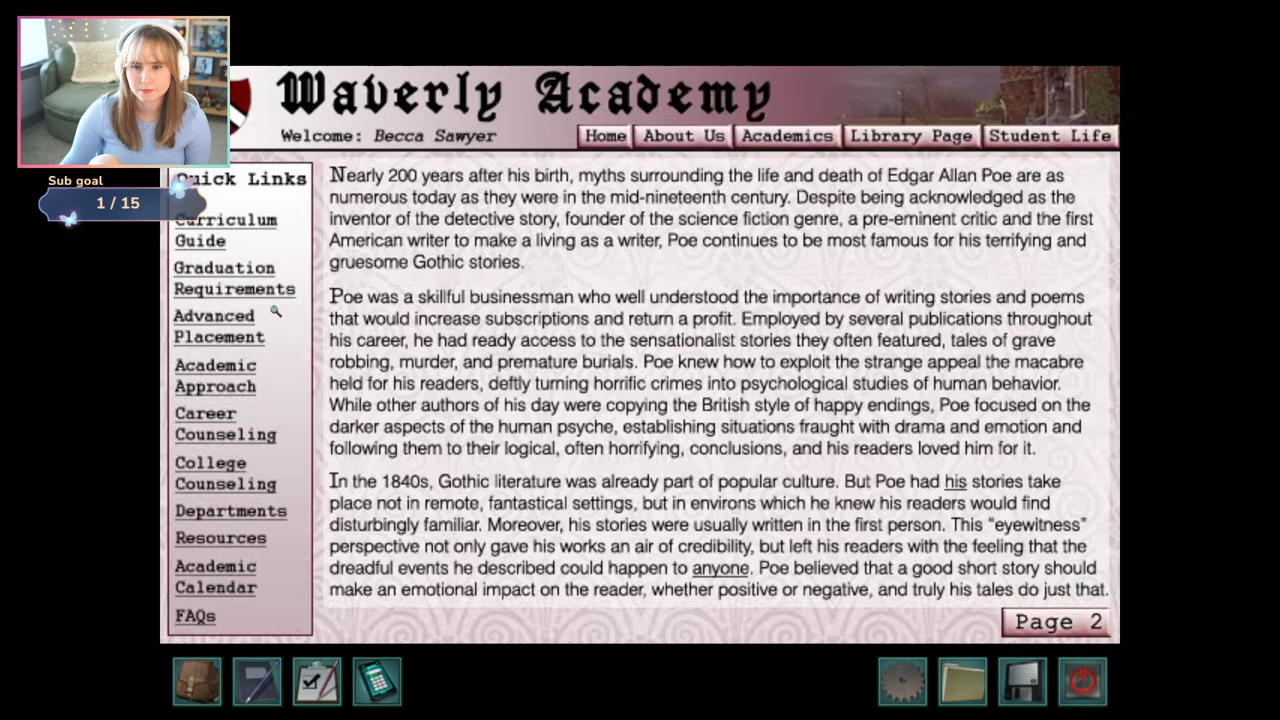 Waverly Academy
Welcome: Becca Sawyer
Home
About Us
Academics
Library Page
Student Life
Sub goal
1 / 15
Quick Links
Curriculum
Guide
Graduation
Requirements
Advanced
Placement
Academic
Approach
Career
Counseling
College
Counseling
Departments
Resources
Academic
Calendar
FAQs
Nearly 200 years after his birth, myths surrounding the life and death of Edgar Allan Poe are as
numerous today as they were in the mid-nineteenth century. Despite being acknowledged as the
inventor of the detective story, founder of the science fiction genre, a pre-eminent critic and the first
American writer to make a living as a writer, Poe continues to be most famous for his terrifying and
gruesome Gothic stories.
Poe was a skillful businessman who well understood the importance of writing stories and poems
that would increase subscriptions and return a profit. Employed by several publications throughout
his career, he had ready access to the sensationalist stories they often featured, tales of grave
robbing, murder, and premature burials. Poe knew how to exploit the strange appeal the macabre
held for his readers, deftly turning horrific crimes into psychological studies of human behavior.
While other authors of his day were copying the British style of happy endings, Poe focused on the
darker aspects of the human psyche, establishing situations fraught with drama and emotion and
following them to their logical, often horrifying, conclusions, and his readers loved him for it.
In the 1840s, Gothic literature was already part of popular culture. But Poe had his stories take
place not in remote, fantastical settings, but in environs which he knew his readers would find
disturbingly familiar. Moreover, his stories were usually written in the first person. This "eyewitness"
perspective not only gave his works an air of credibility, but left his readers with the feeling that the
dreadful events he described could happen to anyone. Poe believed that a good short story should
make an emotional impact on the reader, whether positive or negative, and truly his tales do just that.
Page 2